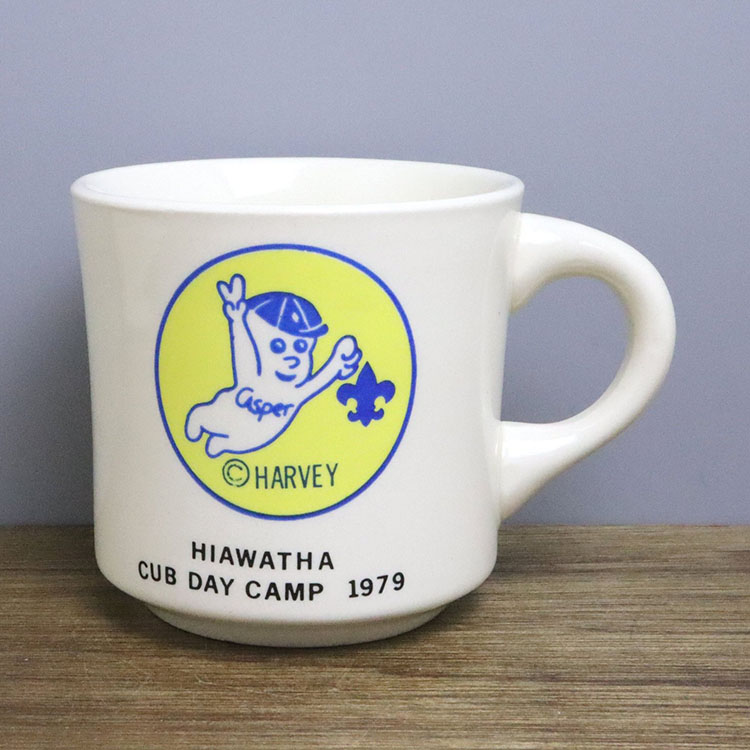 Casper
© HARVEY
HIAWATHA
CUB DAY CAMP 1979